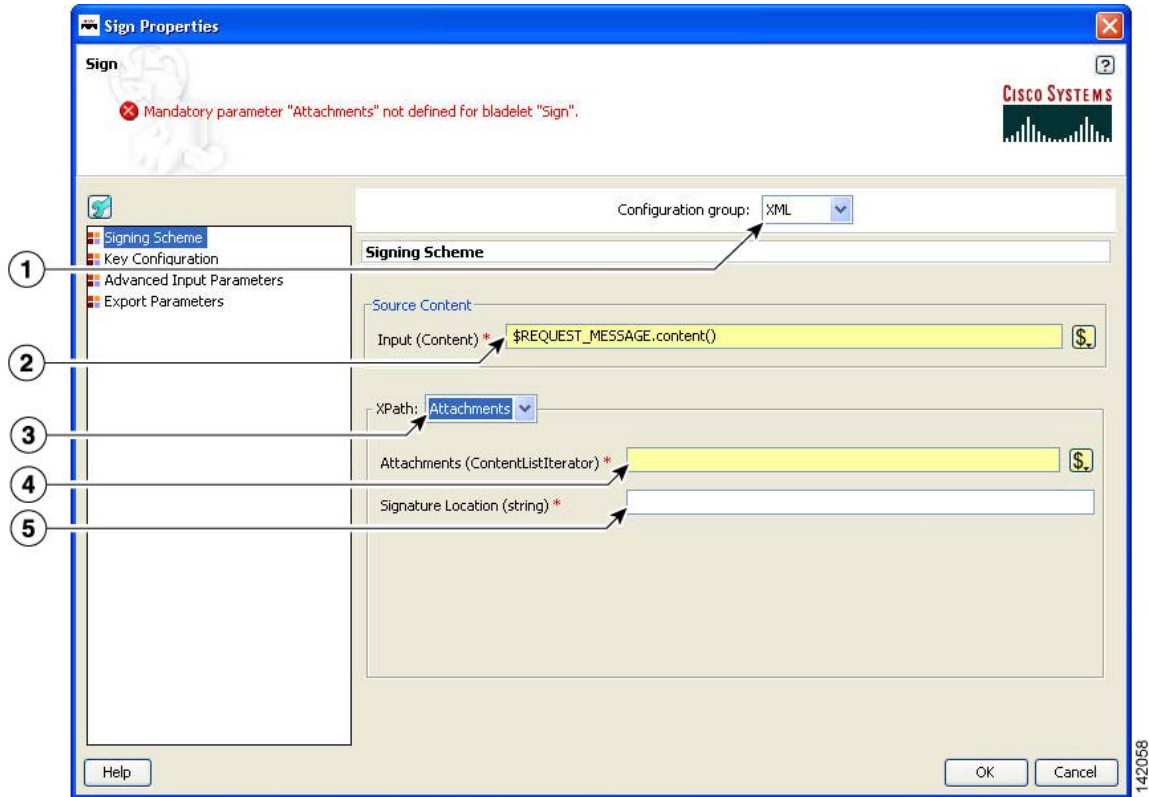 Sign Properties
Sign
?
Mandatory parameter "Attachments" not defined for bladelet "Sign".
CISCO SYSTEMS
Configuration group: XML
Signing Scheme
Key Configuration
Advanced Input Parameters
Export Parameters
Signing Scheme
1
Source Content
Input (Content) * $REQUEST_MESSAGE.content() $
2
XPath: Attachments
3
Attachments (ContentListIterator) * $
4
Signature Location (string) *
5
Help
OK
Cancel
142058